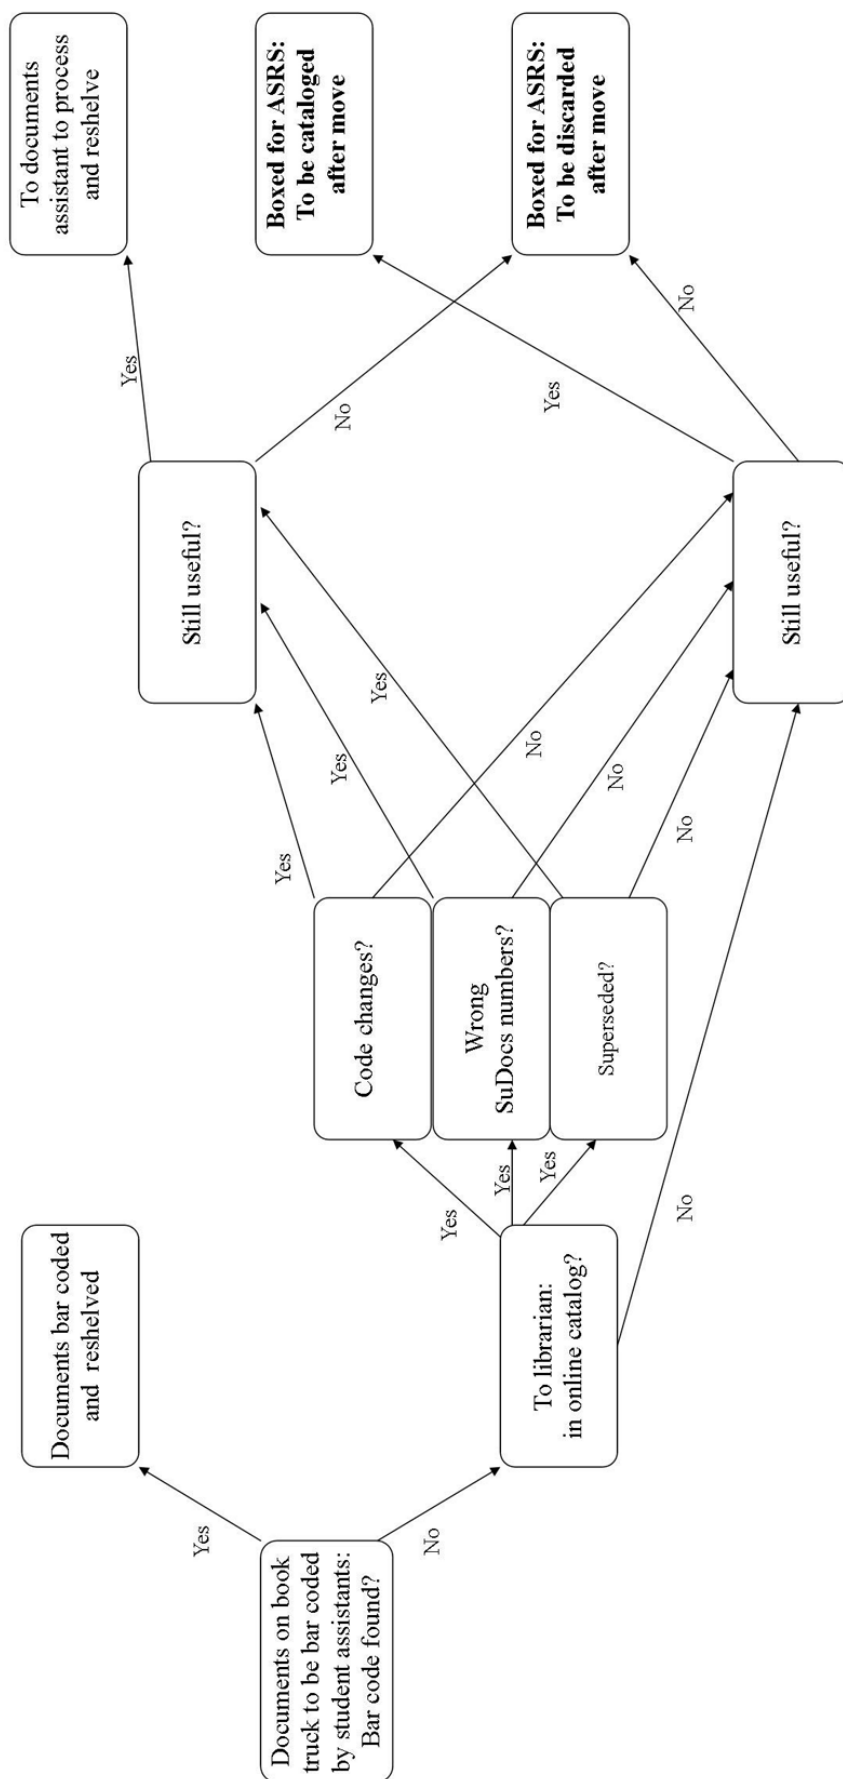 Documents on book
truck to be bar coded
by student assistants:
Bar code found?
Yes
No
Documents bar coded
and reshelved
To librarian:
in online catalog?
Yes
Yes
Yes
No
Code changes?
Wrong
SuDocs numbers?
Superseded?
Yes
Yes
Yes
No
No
No
Still useful?
Still useful?
Yes
No
Yes
No
To documents
assistant to process
and reshelve
Boxed for ASRS:
To be cataloged
after move
Boxed for ASRS:
To be discarded
after move